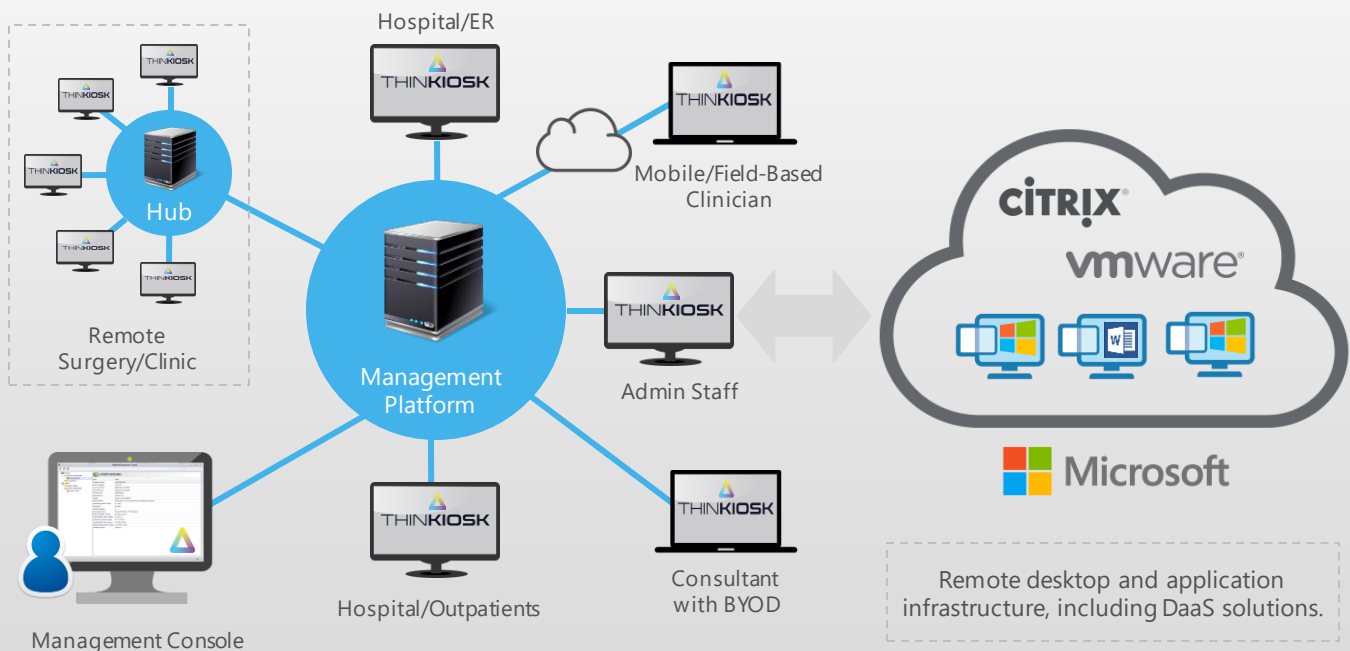 Hospital/ER
THINKIOSK
THINKIOSK
THINKIOSK
THINKIOSK
THINKIOSK
THINKIOSK
Hub
Remote
Surgery/Clinic
THINKIOSK
Mobile/Field-Based
Clinician
Management
Platform
THINKIOSK
Admin Staff
CİTRIX®
vmware®
W
Microsoft
Management Console
THINKIOSK
Hospital/Outpatients
THINKIOSK
Consultant
with BYOD
Remote desktop and application
infrastructure, including DaaS solutions.